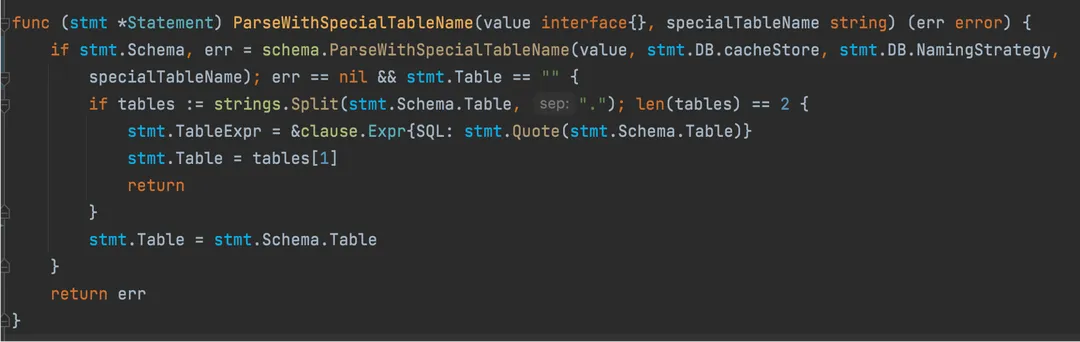 func (stmt *Statement) ParseWithSpecialTableName(value interface{}, specialTableName string) (err error) {
    if stmt.Schema, err = schema.ParseWithSpecialTableName(value, stmt.DB.cacheStore, stmt.DB.NamingStrategy,
        specialTableName); err == nil && stmt.Table == "" {
        if tables := strings.Split(stmt.Schema.Table, sep: "."); len(tables) == 2 {
            stmt.TableExpr = &clause.Expr{SQL: stmt.Quote(stmt.Schema.Table)}
            stmt.Table = tables[1]
            return
        }
        stmt.Table = stmt.Schema.Table
    }
    return err
}